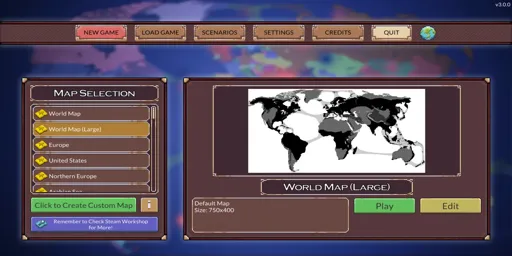 v3.0.0
NEW GAME
LOAD GAME
SCENARIOS
SETTINGS
CREDITS
QUIT
MAP SELECTION
World Map
World Map (Large)
Europe
United States
Northern Europe
Click to Create Custom Map
i
Remember to Check Steam Workshop
for More!
WORLD MAP (LARGE)
Default Map
Size: 750x400
Play
Edit